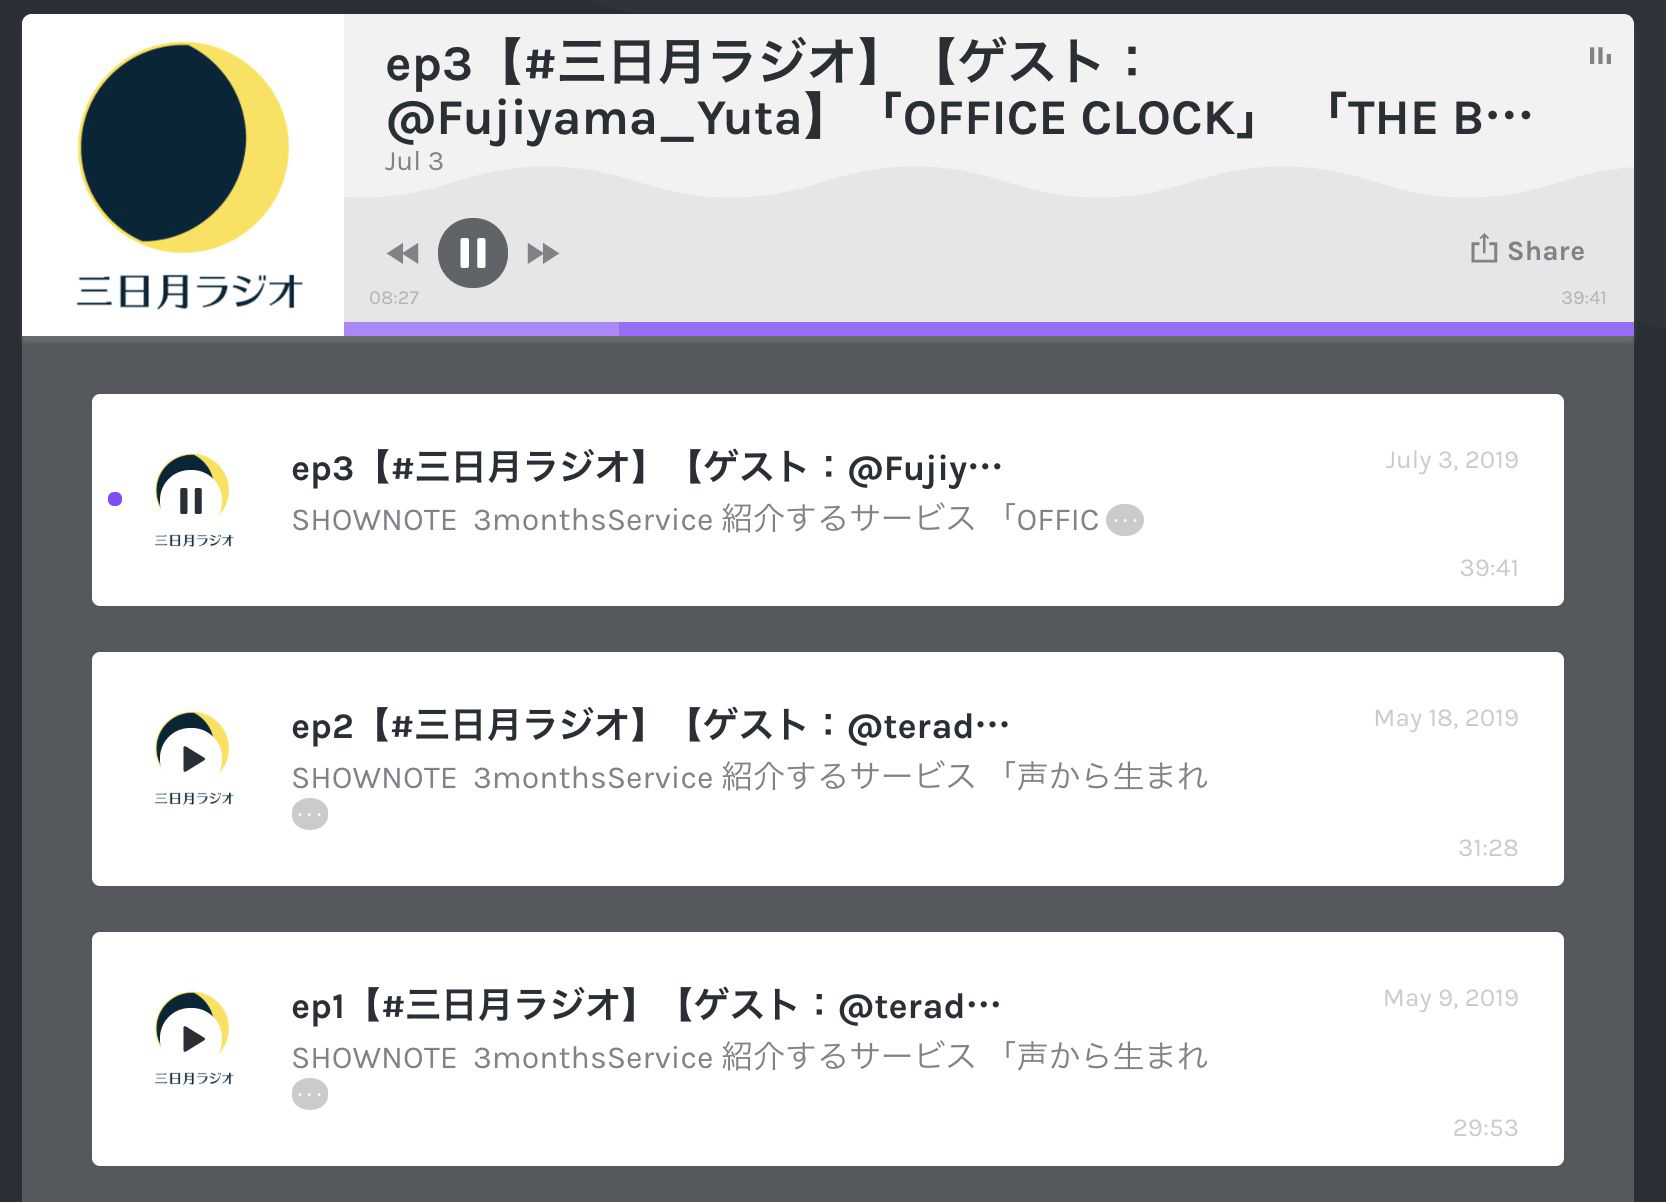 三日月ラジオ
ep3【#三日月ラジオ】【ゲスト：
@Fujiyama_Yuta】「OFFICE CLOCK」 「THE B…
Jul 3
Share
08:27
39:41
ep3【#三日月ラジオ】【ゲスト：@Fujiy…
July 3, 2019
SHOWNOTE 3monthsService 紹介するサービス 「OFFIC ...
三日月ラジオ
39:41
ep2【#三日月ラジオ】【ゲスト：@terad…
May 18, 2019
SHOWNOTE 3monthsService 紹介するサービス 「声から生まれ
...
三日月ラジオ
31:28
ep1【#三日月ラジオ】【ゲスト：@terad…
May 9, 2019
SHOWNOTE 3monthsService 紹介するサービス 「声から生まれ
...
三日月ラジオ
29:53